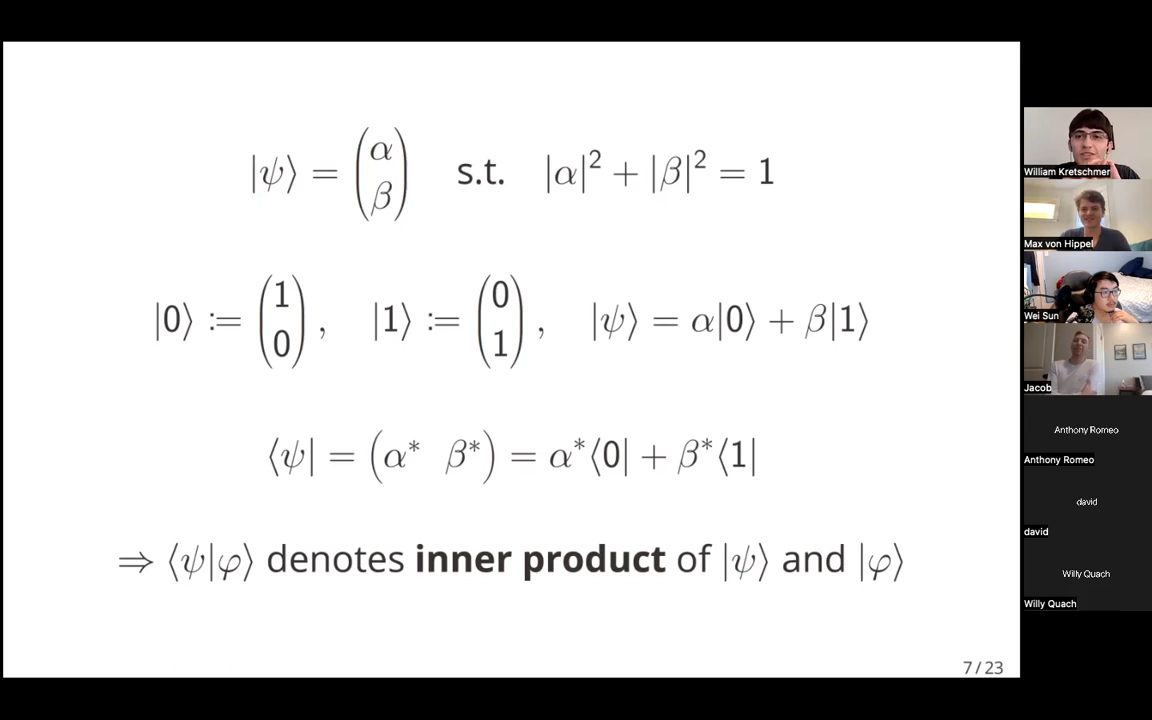 |ψ⟩ = (α β) s.t. |α|² + |β|² = 1
|0⟩ := (1 0), |1⟩ := (0 1), |ψ⟩ = α|0⟩ + β|1⟩
⟨ψ| = (α* β*) = α*⟨0| + β*⟨1|
⇒ ⟨ψ|φ⟩ denotes inner product of |ψ⟩ and |φ⟩
7/23
William Kretschmer
Max von Hippel
Wei Sun
Jacob
Anthony Romeo
Anthony Romeo
david
david
Willy Quach
Willy Quach